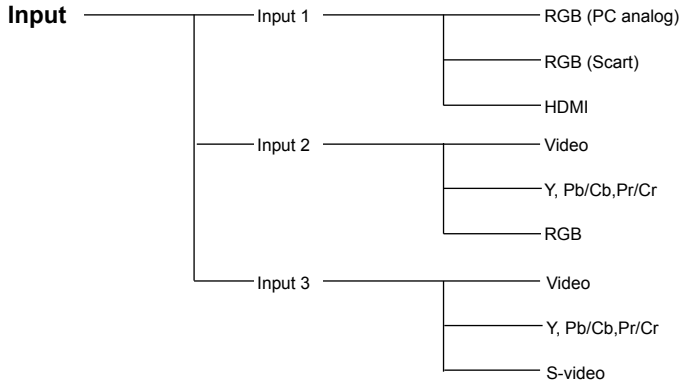 Input
Input 1
RGB (PC analog)
RGB (Scart)
HDMI
Input 2
Video
Y, Pb/Cb,Pr/Cr
RGB
Input 3
Video
Y, Pb/Cb,Pr/Cr
S-video